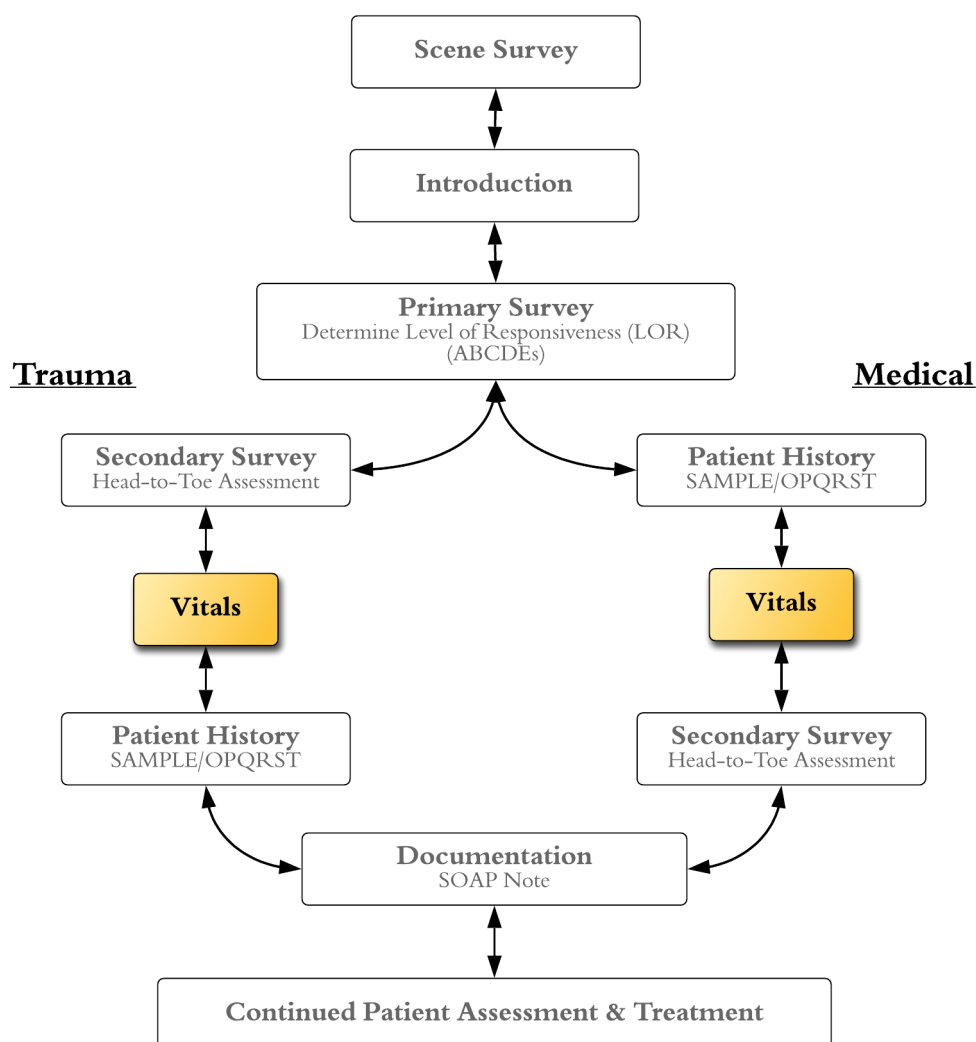 Scene Survey
Introduction
Primary Survey
Determine Level of Responsiveness (LOR)
(ABCDEs)
Trauma
Medical
Secondary Survey
Head-to-Toe Assessment
Patient History
SAMPLE/OPQRST
Vitals
Vitals
Patient History
SAMPLE/OPQRST
Secondary Survey
Head-to-Toe Assessment
Documentation
SOAP Note
Continued Patient Assessment & Treatment